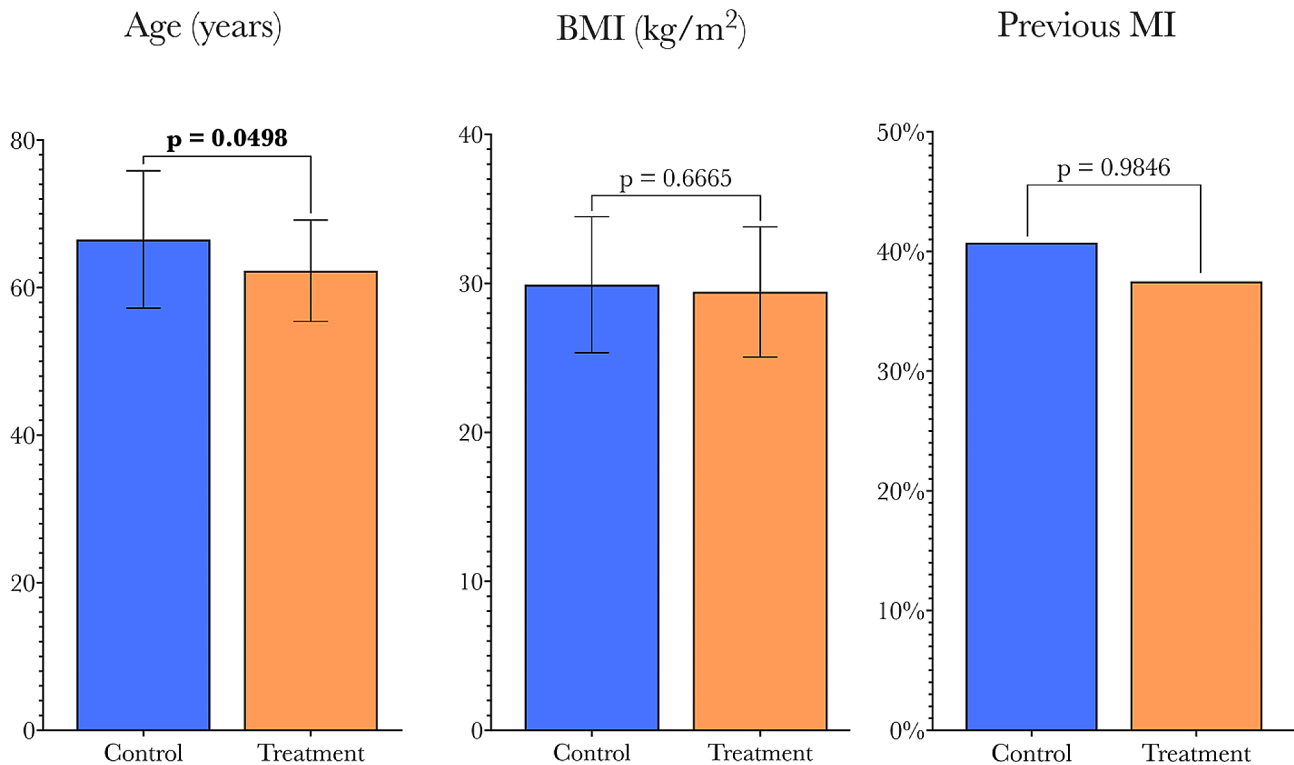 Age (years)
p = 0.0498
80
60
40
20
0
Control Treatment
BMI (kg/m²)
p = 0.6665
40
30
20
10
0
Control Treatment
Previous MI
p = 0.9846
50%
40%
30%
20%
10%
0%
Control Treatment